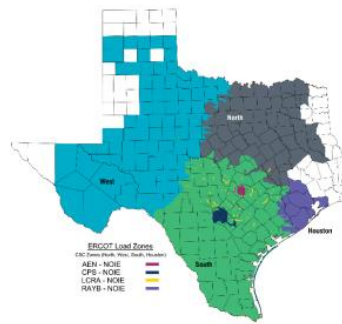 North
West
Houston
South
ERCOT Load Zones
CSC Zones (North, West, South, Houston)
AEN - NOIE
CPS - NOIE
LCRA - NOIE
RAYB - NOIE